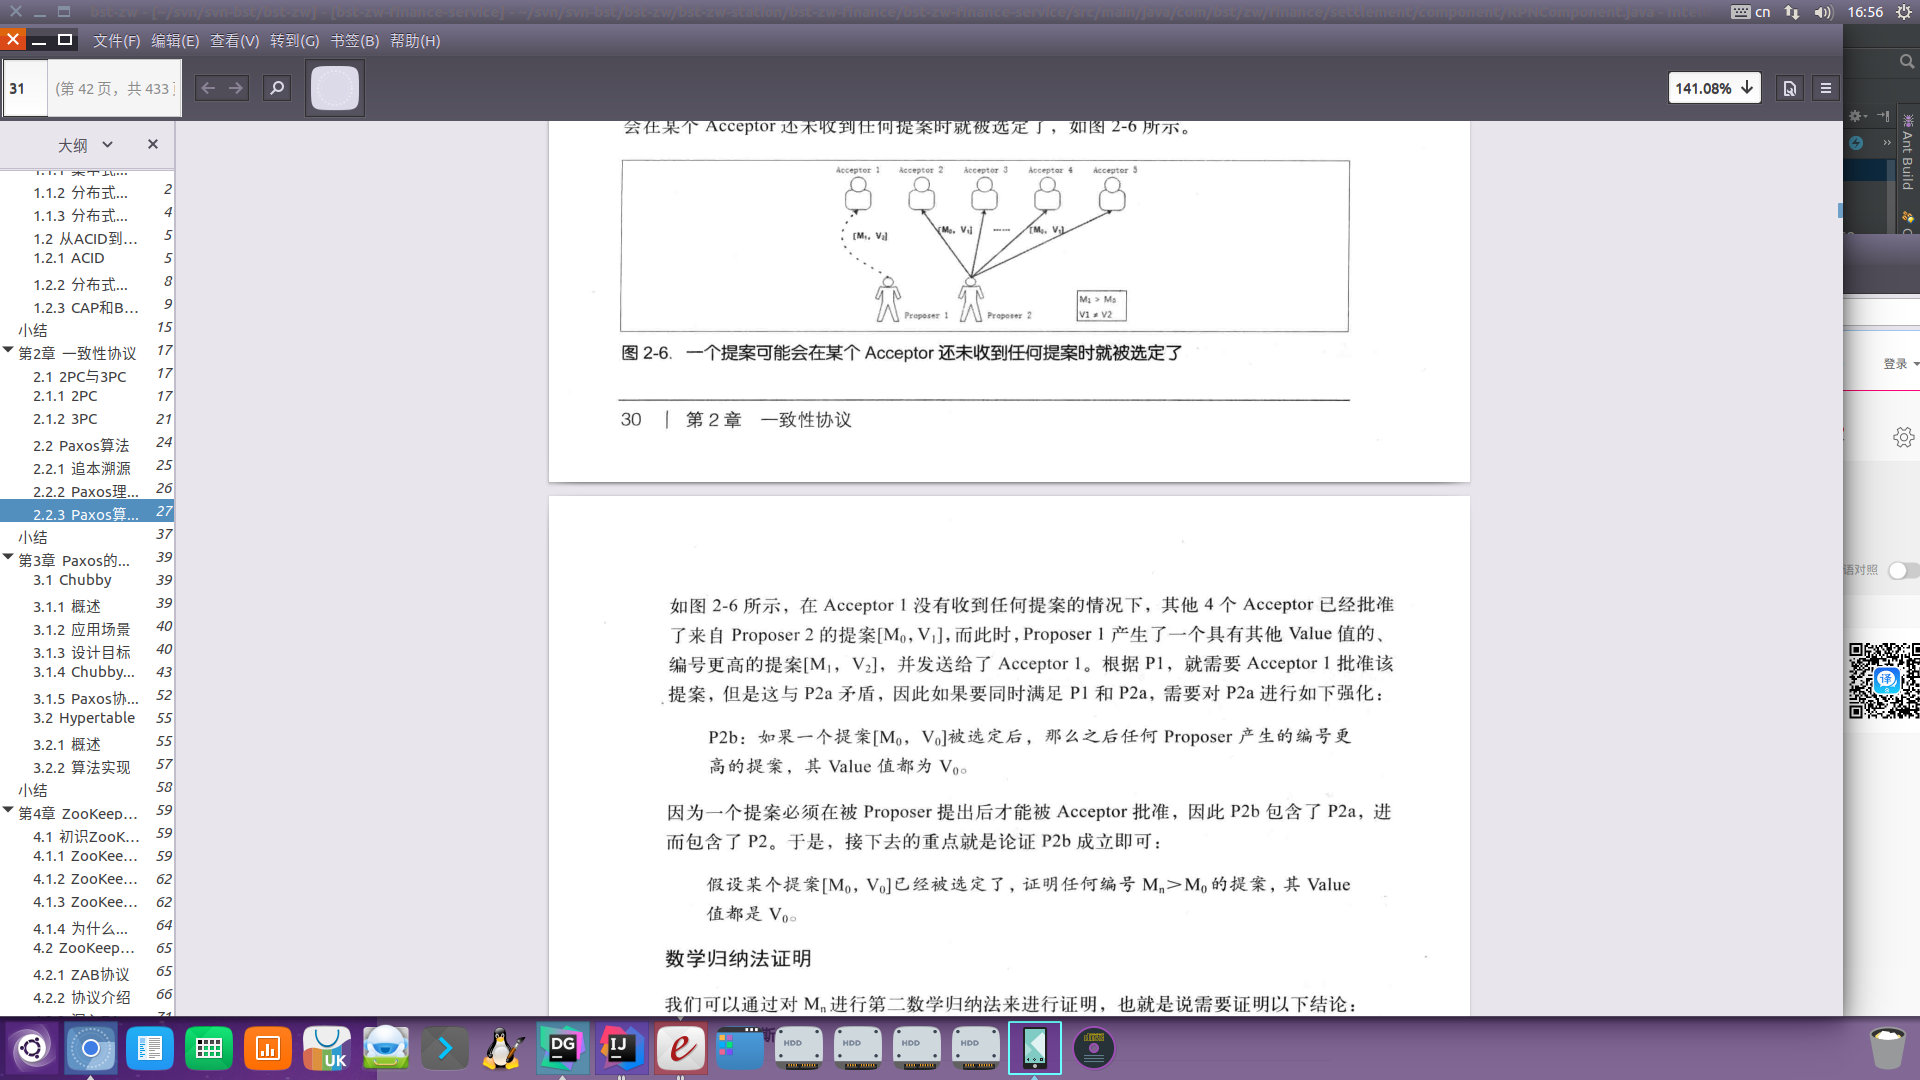 cn
16:56
文件(F) 编辑(E) 查看(V) 转到(G) 书签(B) 帮助(H)
31
(第 42 页，共 433
141.08%
大纲
1.1.2 分布式... 2
1.1.3 分布式... 4
1.2 从ACID到... 5
1.2.1 ACID 5
1.2.2 分布式... 8
1.2.3 CAP和B... 9
小结 15
第2章 一致性协议 17
2.1 2PC与3PC 17
2.1.1 2PC 17
2.1.2 3PC 21
2.2 Paxos算法 24
2.2.1 追本溯源 25
2.2.2 Paxos理... 26
2.2.3 Paxos算... 27
小结 37
第3章 Paxos的... 39
3.1 Chubby 39
3.1.1 概述 39
3.1.2 应用场景 40
3.1.3 设计目标 40
3.1.4 Chubby... 43
3.1.5 Paxos协... 52
3.2 Hypertable 55
3.2.1 概述 55
3.2.2 算法实现 57
小结 58
第4章 ZooKeep... 59
4.1 初识ZooK... 59
4.1.1 ZooKee... 59
4.1.2 ZooKee... 62
4.1.3 ZooKee... 62
4.1.4 为什么... 64
4.2 ZooKeep... 65
4.2.1 ZAB协议 65
4.2.2 协议介绍 66
会在某个 Acceptor 还未收到任何提案时就被选定了，如图 2-6 所示。
Acceptor 1 Acceptor 2 Acceptor 3 Acceptor 4 Acceptor 5
[M₁, V₂] [M₀, V₁] ...... [M₀, V₁]
Proposer 1 Proposer 2
M₁ > M₀
V1 ≠ V2
图 2-6. 一个提案可能会在某个 Acceptor 还未收到任何提案时就被选定了
30 | 第 2 章 一致性协议
如图 2-6 所示，在 Acceptor 1 没有收到任何提案的情况下，其他 4 个 Acceptor 已经批准
了来自 Proposer 2 的提案[M₀, V₁]，而此时，Proposer 1 产生了一个具有其他 Value 值的、
编号更高的提案[M₁, V₂]，并发送给了 Acceptor 1。根据 P1，就需要 Acceptor 1 批准该
提案，但是这与 P2a 矛盾，因此如果要同时满足 P1 和 P2a，需要对 P2a 进行如下强化：
P2b：如果一个提案[M₀, V₀]被选定后，那么之后任何 Proposer 产生的编号更
高的提案，其 Value 值都为 V₀。
因为一个提案必须在被 Proposer 提出后才能被 Acceptor 批准，因此 P2b 包含了 P2a，进
而包含了 P2。于是，接下去的重点就是论证 P2b 成立即可：
假设某个提案[M₀, V₀]已经被选定了，证明任何编号 Mₙ>M₀ 的提案，其 Value
值都是 V₀。
数学归纳法证明
我们可以通过对 Mₙ 进行第二数学归纳法来进行证明，也就是说需要证明以下结论：
Ant Build
登录
语对照
译
UK
DG
IJ
e
HDD
HDD
HDD
HDD